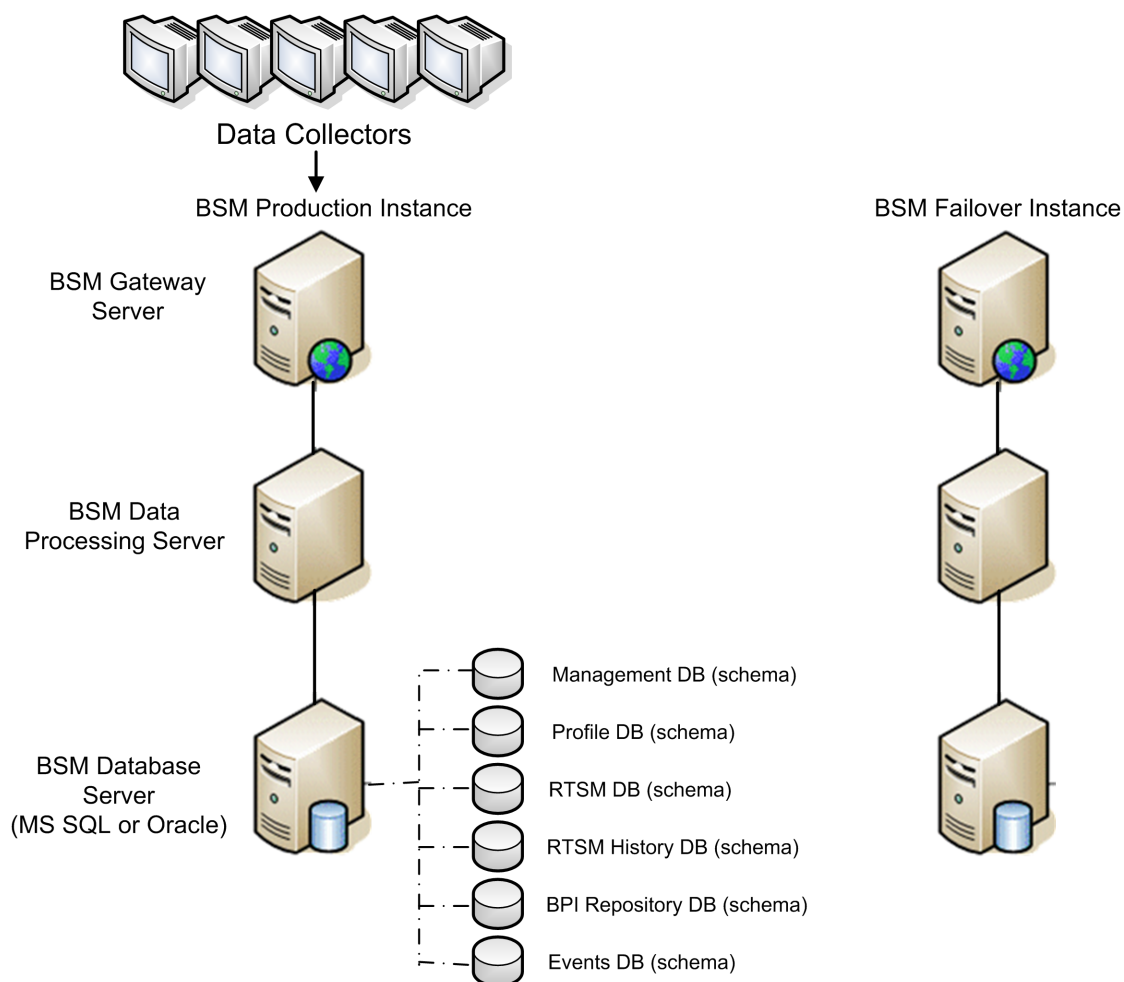 Data Collectors
BSM Production Instance
BSM Failover Instance
BSM Gateway
Server
BSM Data
Processing Server
Management DB (schema)
Profile DB (schema)
BSM Database
Server
(MS SQL or Oracle)
RTSM DB (schema)
RTSM History DB (schema)
BPI Repository DB (schema)
Events DB (schema)